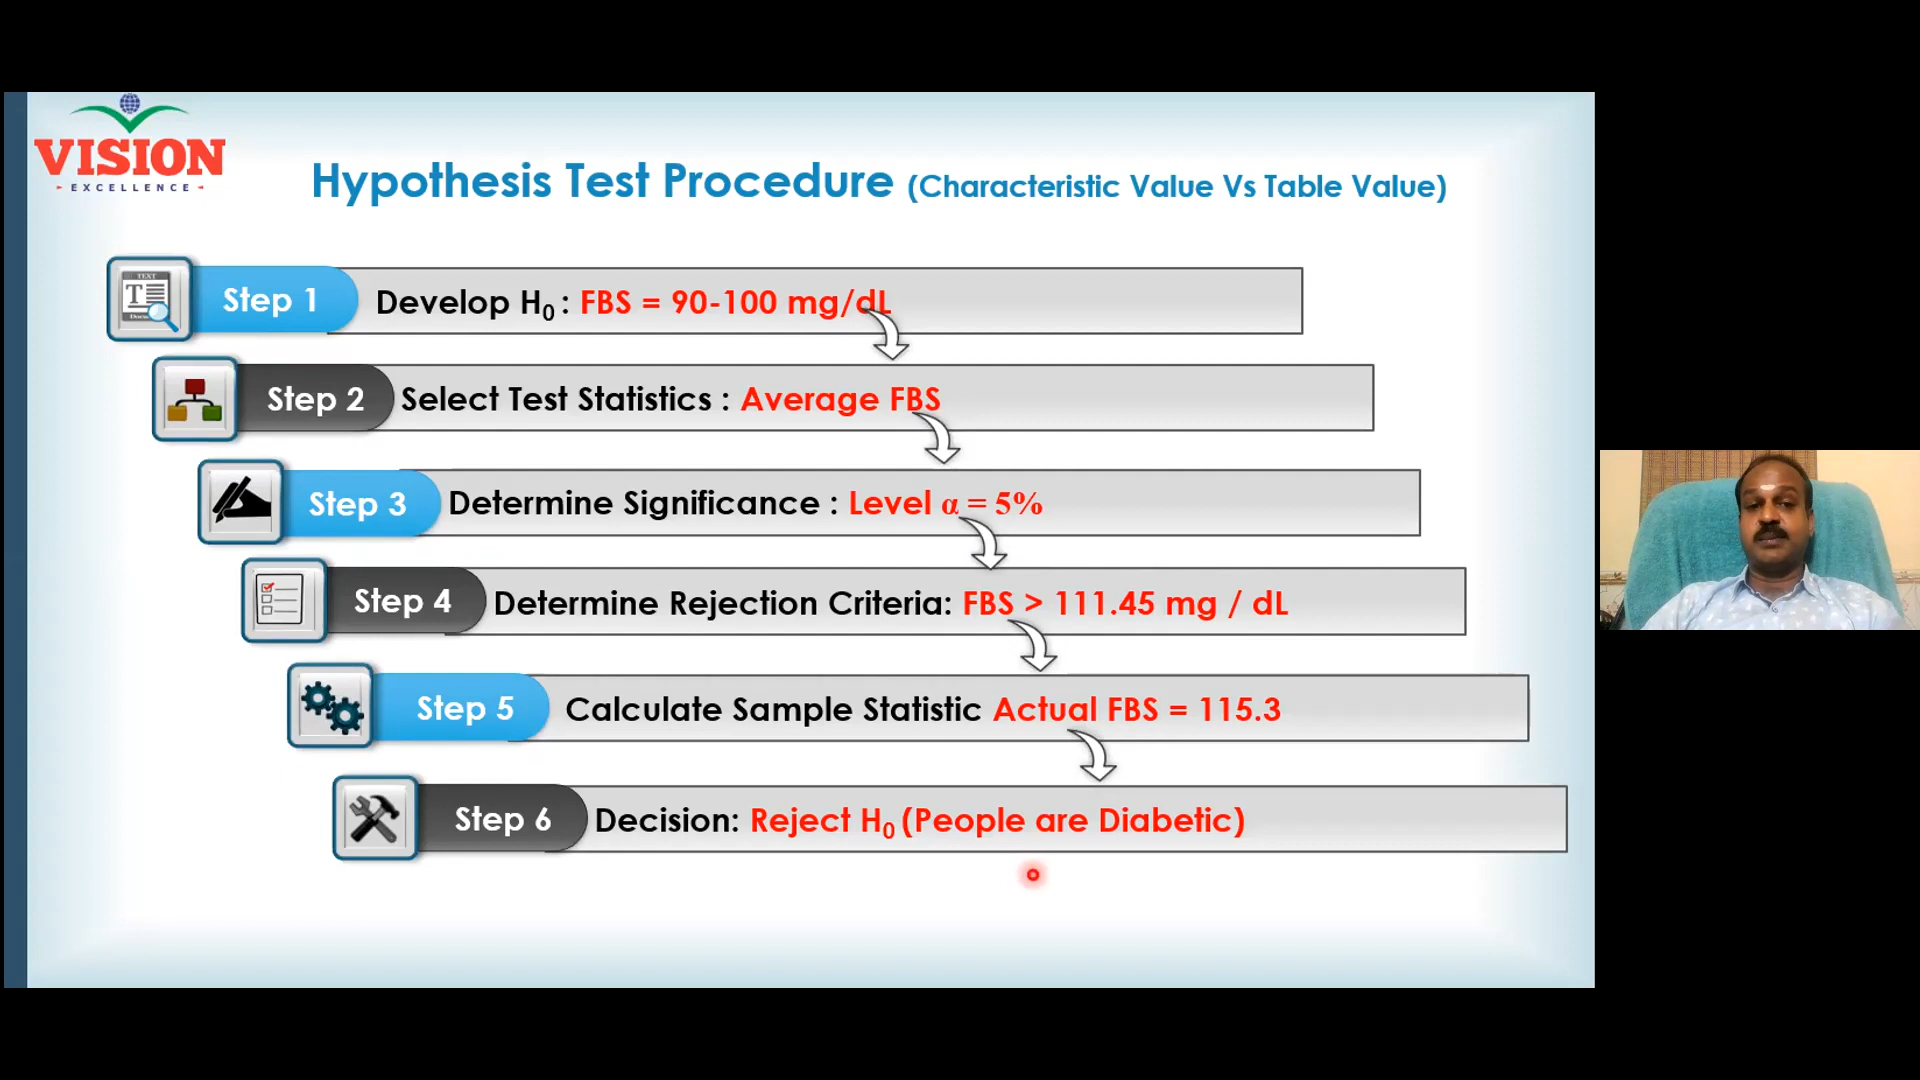 VISION
EXCELLENCE
Hypothesis Test Procedure (Characteristic Value Vs Table Value)
TEXT
T
Step 1
Develop H0 : FBS = 90-100 mg/dL
Step 2
Select Test Statistics : Average FBS
Step 3
Determine Significance : Level α = 5%
Step 4
Determine Rejection Criteria: FBS > 111.45 mg / dL
Step 5
Calculate Sample Statistic Actual FBS = 115.3
Step 6
Decision: Reject H0 (People are Diabetic)